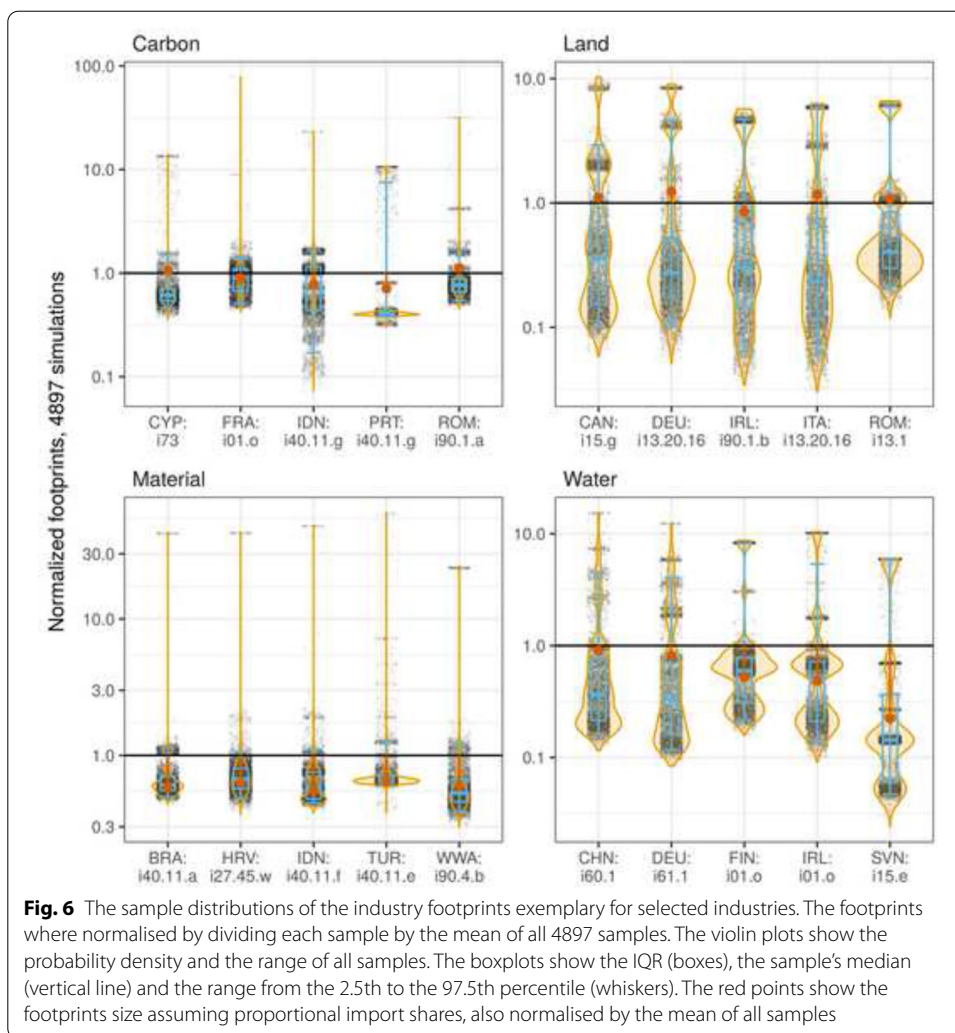 Carbon
Land
Normalized footprints, 4897 simulations
100.0
10.0
1.0
0.1
CYP: FRA: IDN: PRT: ROM:
i73 i01.o i40.11.g i40.11.g i90.1.a
10.0
1.0
0.1
CAN: DEU: IRL: ITA: ROM:
i15.g i13.20.16 i90.1.b i13.20.16 i13.1
Material
Water
30.0
10.0
3.0
1.0
0.3
BRA: HRV: IDN: TUR: WWA:
i40.11.a i27.45.w i40.11.f i40.11.e i90.4.b
10.0
1.0
0.1
CHN: DEU: FIN: IRL: SVN:
i60.1 i61.1 i01.o i01.o i15.e
Fig. 6 The sample distributions of the industry footprints exemplary for selected industries. The footprints
where normalised by dividing each sample by the mean of all 4897 samples. The violin plots show the
probability density and the range of all samples. The boxplots show the IQR (boxes), the sample's median
(vertical line) and the range from the 2.5th to the 97.5th percentile (whiskers). The red points show the
footprints size assuming proportional import shares, also normalised by the mean of all samples